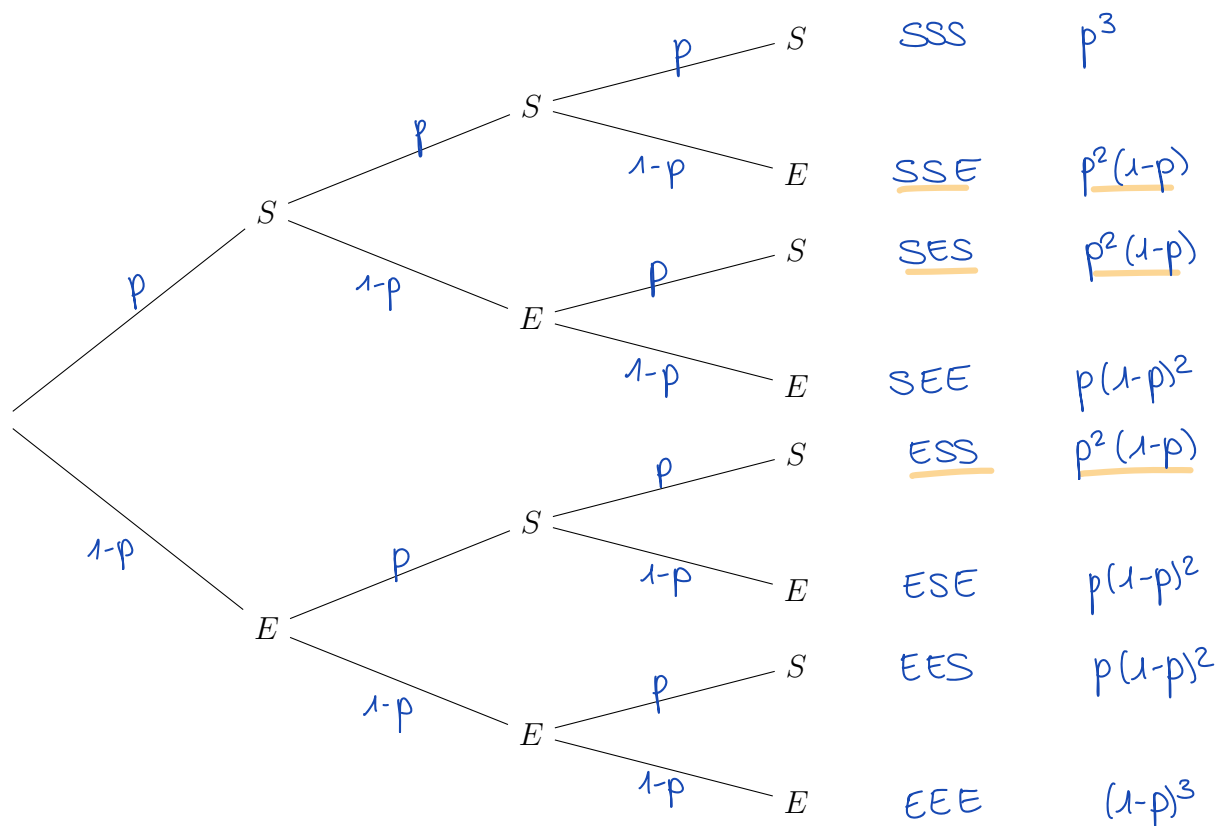 p S SSS p³
p S
1-p E SSE p²(1-p)
S
p S SES p²(1-p)
p 1-p E
1-p E SEE p(1-p)²
p S ESS p²(1-p)
1-p p S
1-p E ESE p(1-p)²
E
p S EES p(1-p)²
1-p E
1-p E EEE (1-p)³